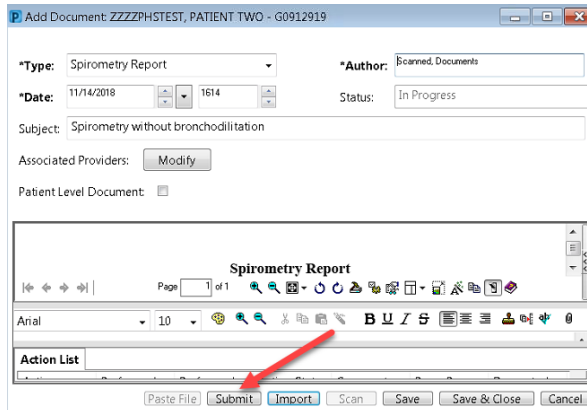 Add Document: ZZZZPHSTEST, PATIENT TWO - G0912919
*Type: Spirometry Report *Author: Scanned, Documents
*Date: 11/14/2018 1614 Status: In Progress
Subject: Spirometry without bronchodilitation
Associated Providers: Modify
Patient Level Document:
Spirometry Report
Page 1 of 1
Arial 10 B U I S
Action List
Paste File Submit Import Scan Save Save & Close Cancel